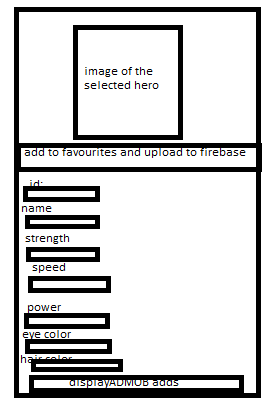 image of the
selected hero
add to favourites and upload to firebase
id:
name
strength
speed
power
eye color
hair color
displayADMOB adds